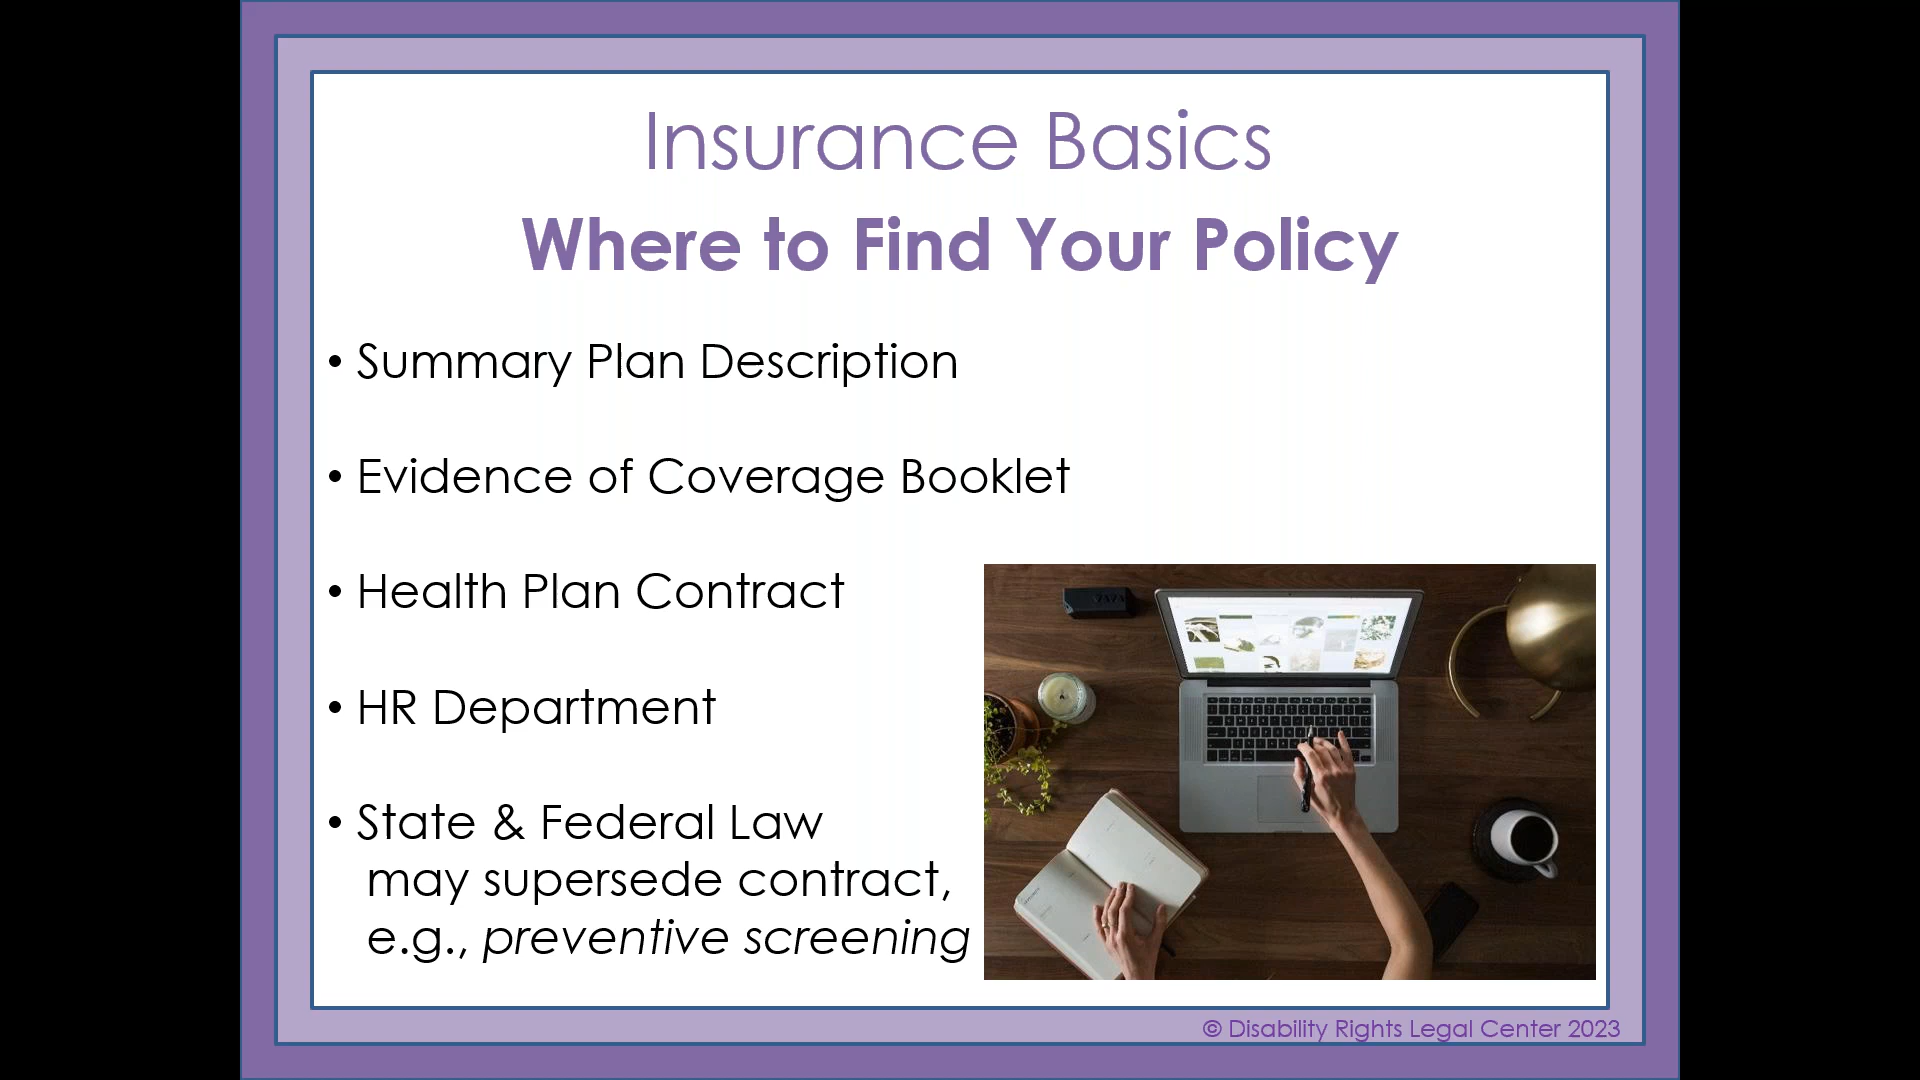 Insurance Basics
Where to Find Your Policy
• Summary Plan Description
• Evidence of Coverage Booklet
• Health Plan Contract
• HR Department
• State & Federal Law
may supersede contract,
e.g., preventive screening
© Disability Rights Legal Center 2023